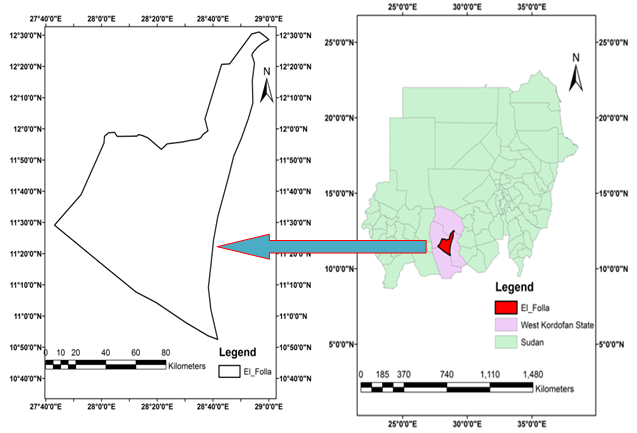 27°40'0"E 28°0'0"E 28°20'0"E 28°40'0"E 29°0'0"E
12°30'0"N 12°30'0"N
12°20'0"N 12°20'0"N
N
12°10'0"N 12°10'0"N
12°0'0"N 12°0'0"N
11°50'0"N 11°50'0"N
11°40'0"N 11°40'0"N
11°30'0"N 11°30'0"N
11°20'0"N 11°20'0"N
11°10'0"N 11°10'0"N
11°0'0"N 11°0'0"N
10°50'0"N 10°50'0"N
10°40'0"N 10°40'0"N
0 10 20 40 60 80
Kilometers
Legend
El_Folla
27°40'0"E 28°0'0"E 28°20'0"E 28°40'0"E 29°0'0"E
25°0'0"E 30°0'0"E 35°0'0"E
25°0'0"N 25°0'0"N
N
20°0'0"N 20°0'0"N
15°0'0"N 15°0'0"N
10°0'0"N 10°0'0"N
5°0'0"N 5°0'0"N
Legend
El_Folla
West Kordofan State
Sudan
0 185 370 740 1,110 1,480
Kilometers
25°0'0"E 30°0'0"E 35°0'0"E